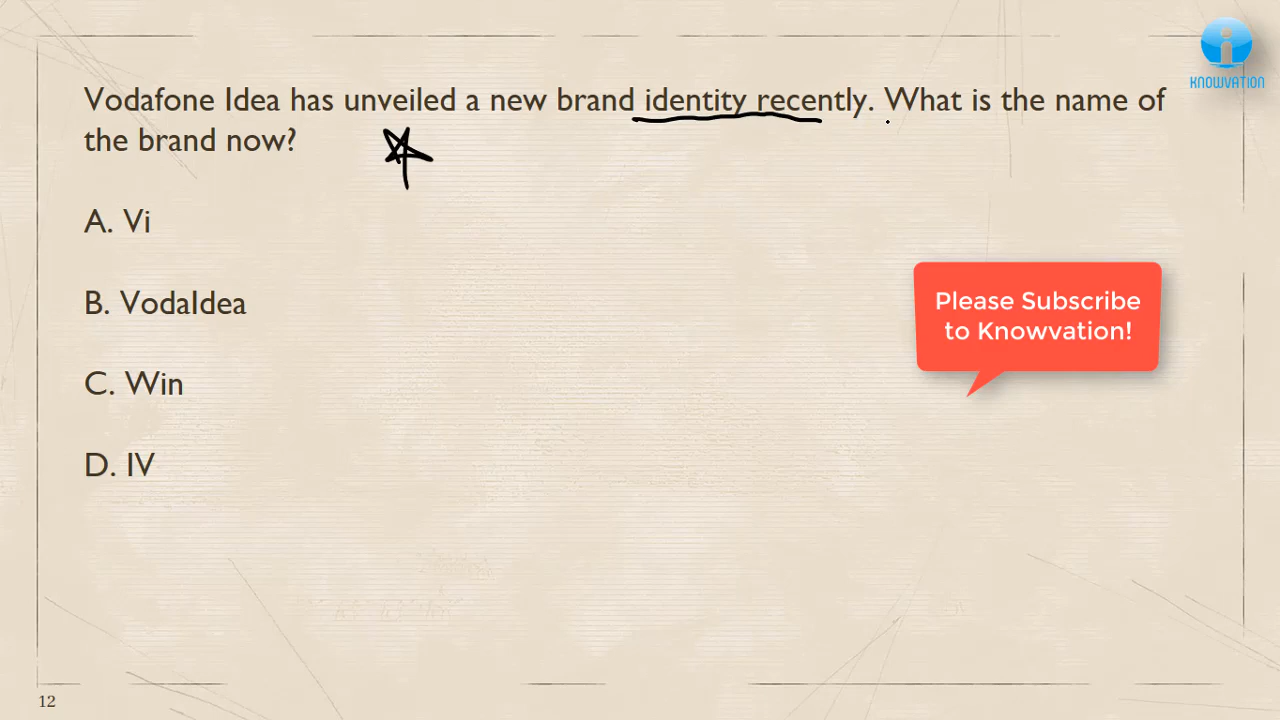 KNOWVATION
Vodafone Idea has unveiled a new brand identity recently. What is the name of
the brand now?
A. Vi
B. VodaIdea
C. Win
D. IV
Please Subscribe
to Knowvation!
12